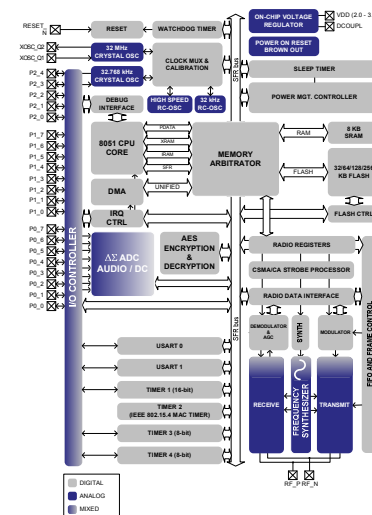 RESET_
IN
RESET
WATCHDOG TIMER
ON-CHIP VOLTAGE
REGULATOR
VDD (2.0 - 3.
DCOUPL
XOSC_Q2
XOSC_Q1
32 MHz
CRYSTAL OSC
CLOCK MUX &
CALIBRATION
POWER ON RESET
BROWN OUT
SFR bus
SLEEP TIMER
32.768 kHz
CRYSTAL OSC
P2_4
P2_3
P2_2
P2_1
P2_0
DEBUG
INTERFACE
HIGH SPEED
RC-OSC
32 kHz
RC-OSC
POWER MGT. CONTROLLER
P1_7
P1_6
P1_5
P1_4
P1_3
P1_2
P1_1
P1_0
8051 CPU
CORE
PDATA
XRAM
IRAM
SFR
MEMORY
ARBITRATOR
RAM
8 KB
SRAM
FLASH
32/64/128/256
KB FLASH
DMA
UNIFIED
IRQ
CTRL
FLASH CTRL
P0_7
P0_6
P0_5
P0_4
P0_3
P0_2
P0_1
P0_0
I/O CONTROLLER
ΔΣ ADC
AUDIO / DC
AES
ENCRYPTION
&
DECRYPTION
RADIO REGISTERS
CSMA/CA STROBE PROCESSOR
RADIO DATA INTERFACE
SFR bus
FIFO AND FRAME CONTROL
DEMODULATOR
& AGC
SYNTH
MODULATOR
USART 0
USART 1
TIMER 1 (16-bit)
TIMER 2
(IEEE 802.15.4 MAC TIMER)
TIMER 3 (8-bit)
TIMER 4 (8-bit)
RECEIVE
FREQUENCY
SYNTHESIZER
TRANSMIT
RF_P
RF_N
DIGITAL
ANALOG
MIXED